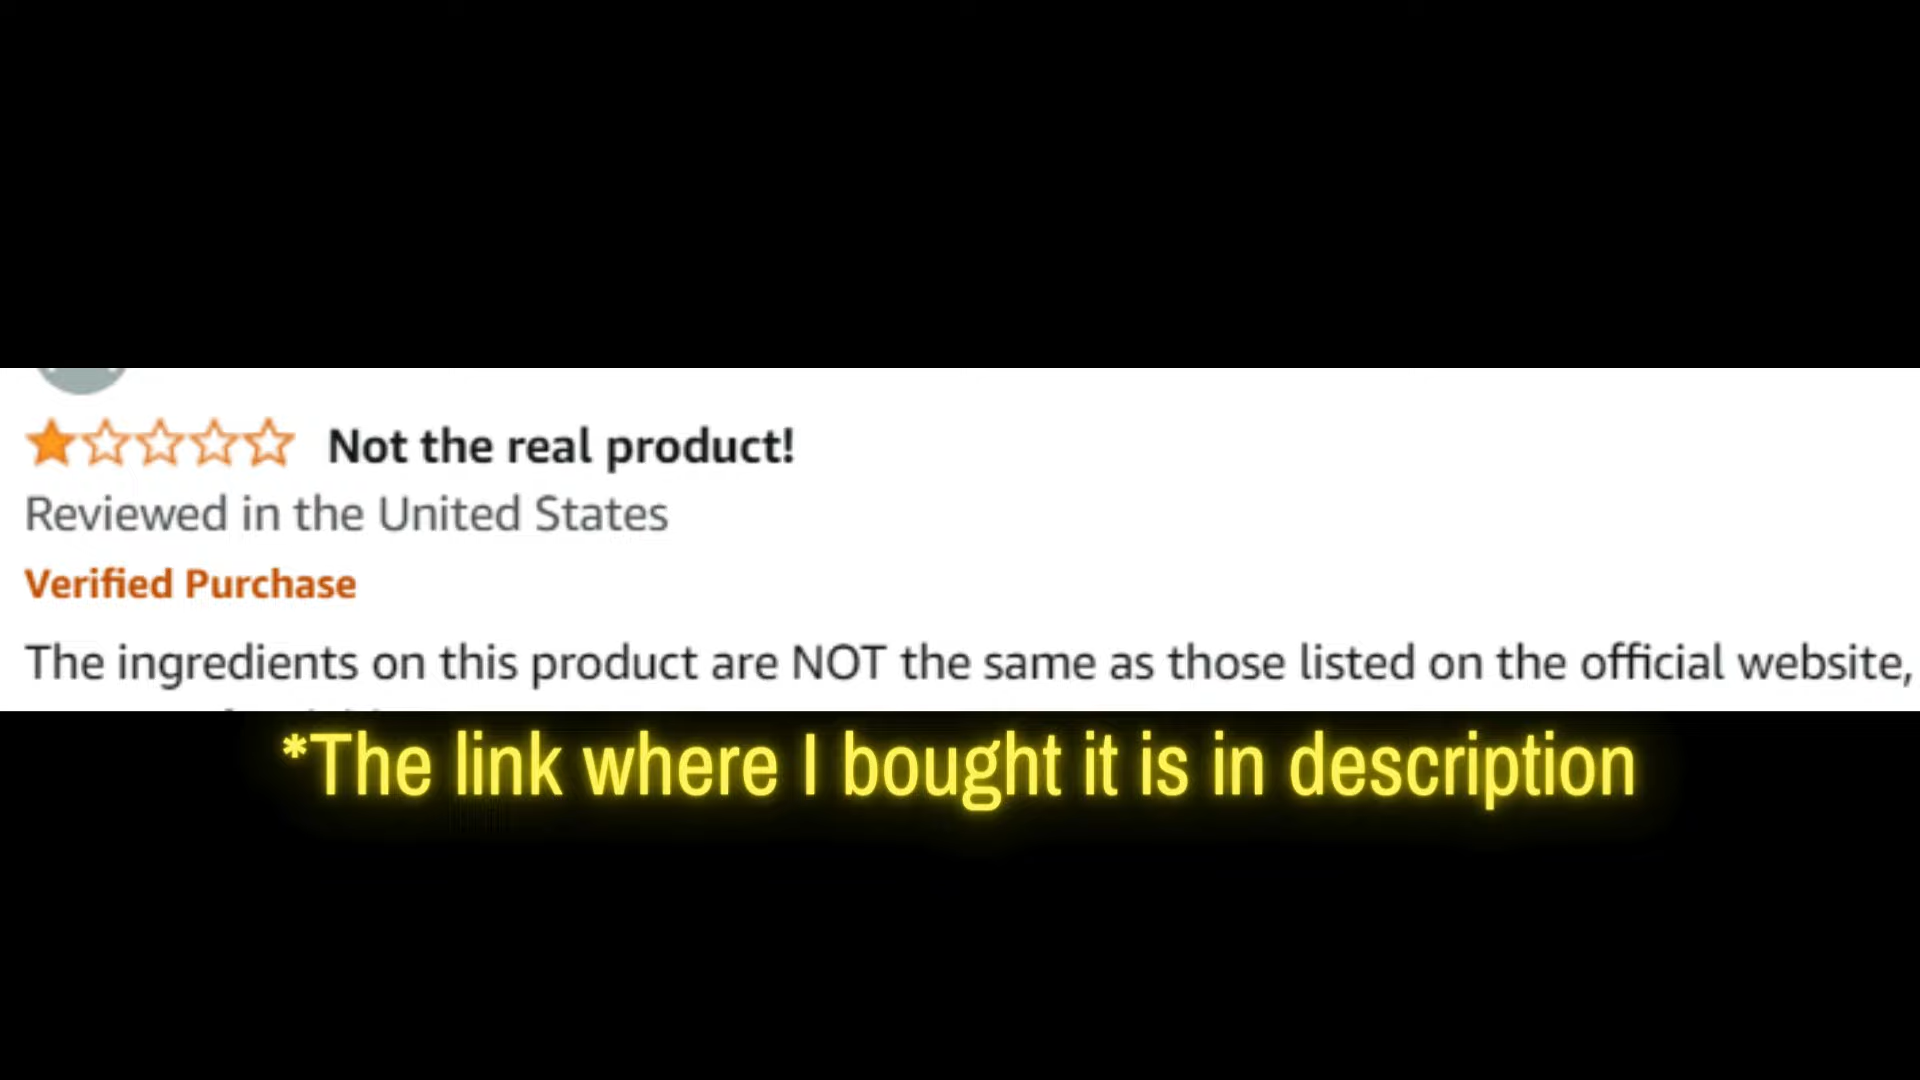 Not the real product!
Reviewed in the United States
Verified Purchase
The ingredients on this product are NOT the same as those listed on the official website,
*The link where I bought it is in description